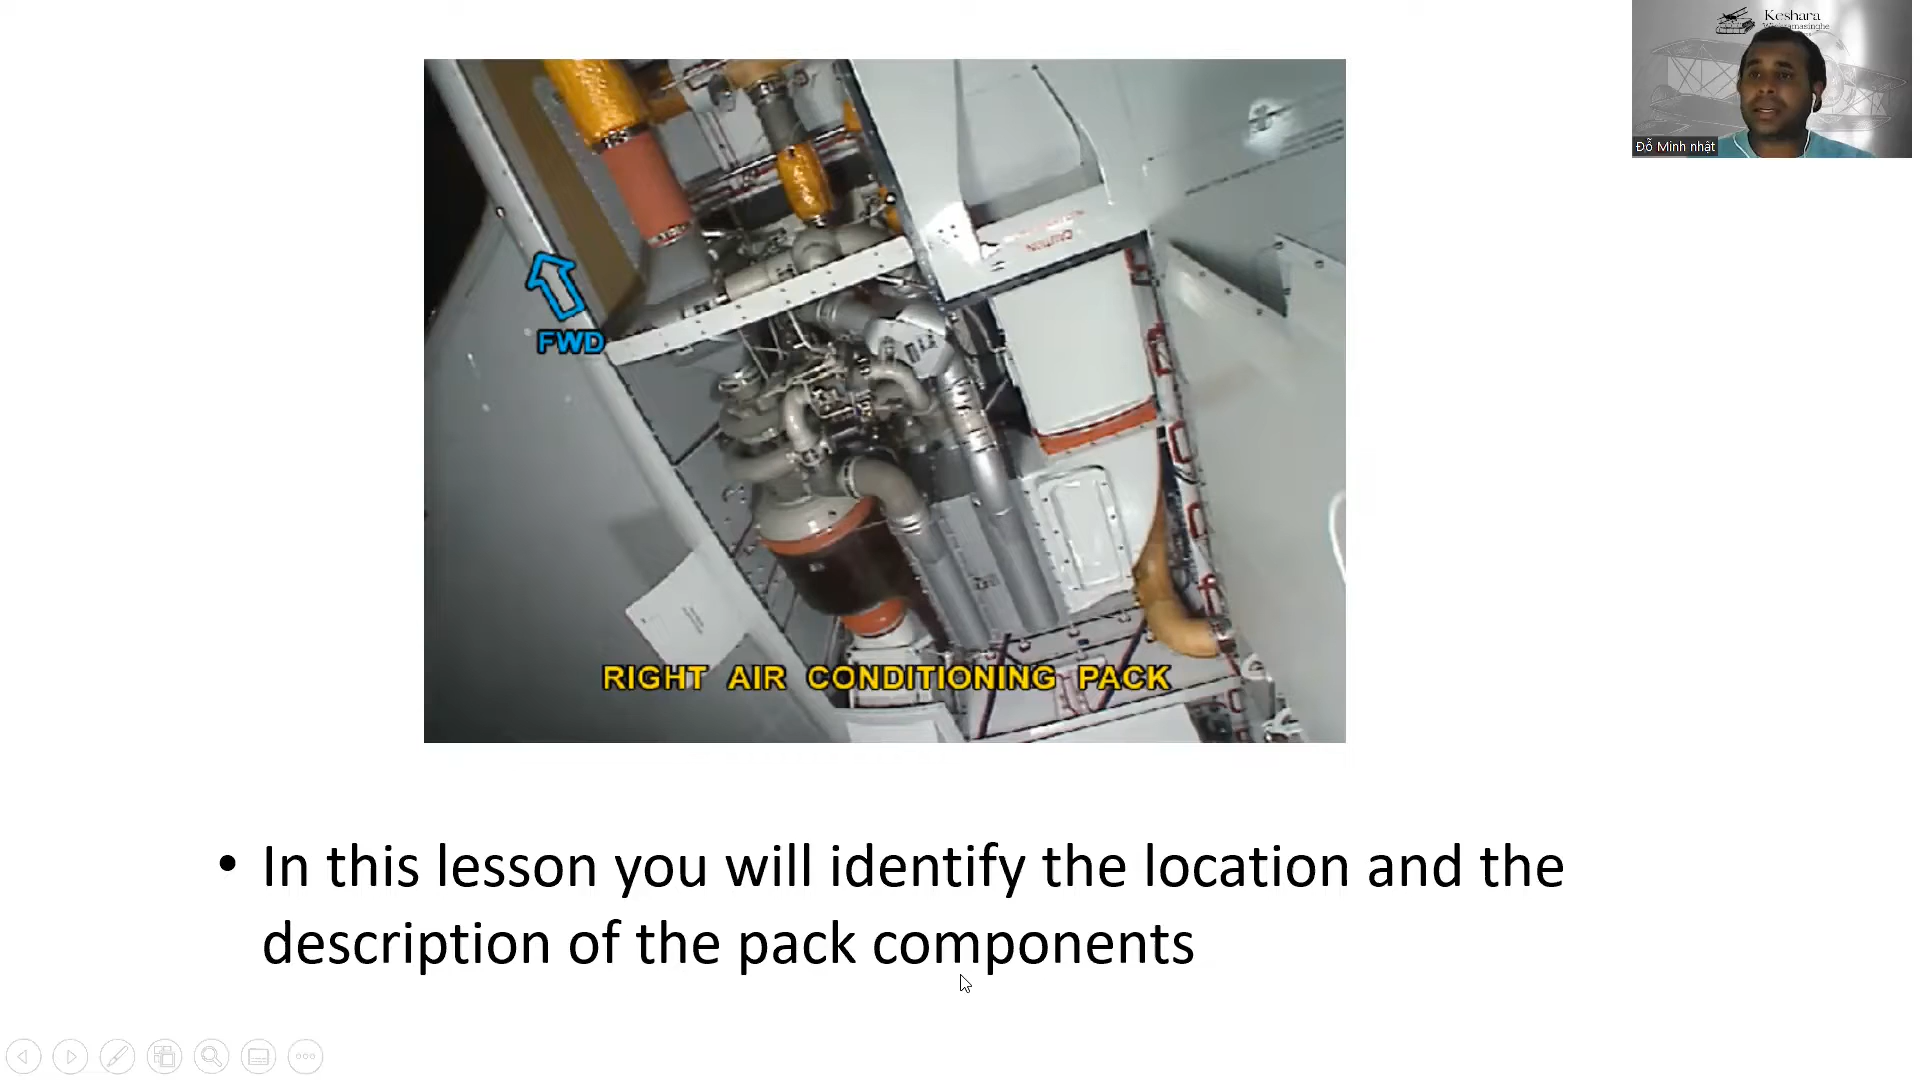 Keshara
Đỗ Minh nhật
CAUTION
FWD
RIGHT AIR CONDITIONING PACK
• In this lesson you will identify the location and the
description of the pack components